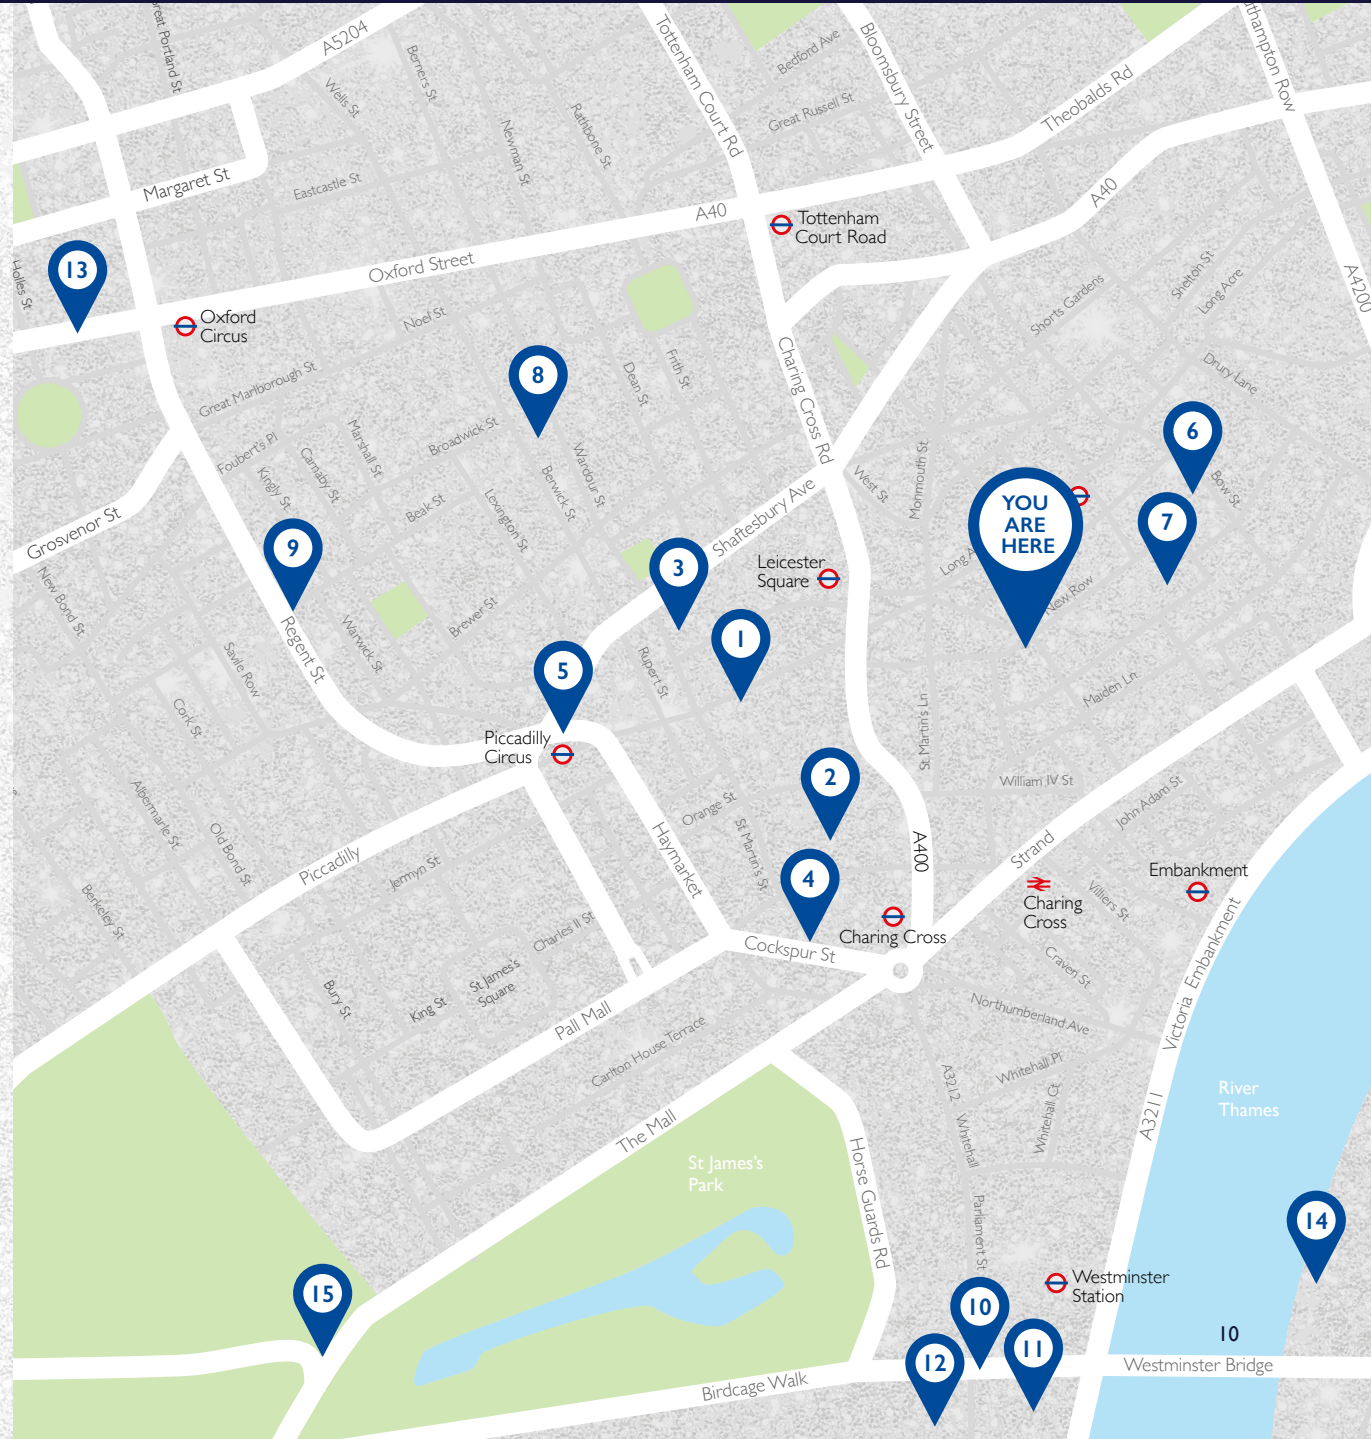 A5204
Berners St
Wells St
Rathbone St
Newman St
Tottenham Court Rd
Bedford Ave
Great Russell St
Bloomsbury Street
Theobalds Rd
Row
A40
Margaret St
Eastcastle St
A40
Tottenham
Court Road
Holles St
13
Oxford Street
Oxford
Circus
Noel St
Shorts Gardens
Shelton St
Long Acre
A4200
Great Marlborough St
8
Dean St
Frith St
Charing Cross Rd
Drury Lane
Foubert's Pl
Kingly St
Carnaby St
Marshall St
Broadwick St
Wardour St
Berwick St
Lexington St
Beak St
Shaftesbury Ave
West St
Monmouth St
6
Bow St
7
YOU
ARE
HERE
Long
New Row
Grosvenor St
9
3
Leicester
Square
1
New Bond St
Regent St
Warwick St
Brewer St
Rupert St
Savile Row
Cork St
5
Piccadilly
Circus
Maiden Ln
St Martin's Ln
2
William IV St
John Adam St
Albermarle St
Old Bond St
Orange St
Haymarket
St Martin's St
A400
Piccadilly
Jermyn St
Berkeley St
4
Strand
Charing
Cross
Villiers St
Embankment
Charing Cross
Cockspur St
Charles II St
St James's
Square
King St
Bury St
Pall Mall
Craven St
Northumberland Ave
Victoria Embankment
Carlton House Terrace
Whitehall Pl
A3212
Whitehall
Whitehall Ct
A3211
River
Thames
The Mall
St James's
Park
Horse Guards Rd
Parliament St
14
15
Westminster
Station
10
12
11
10
Westminster Bridge
Birdcage Walk